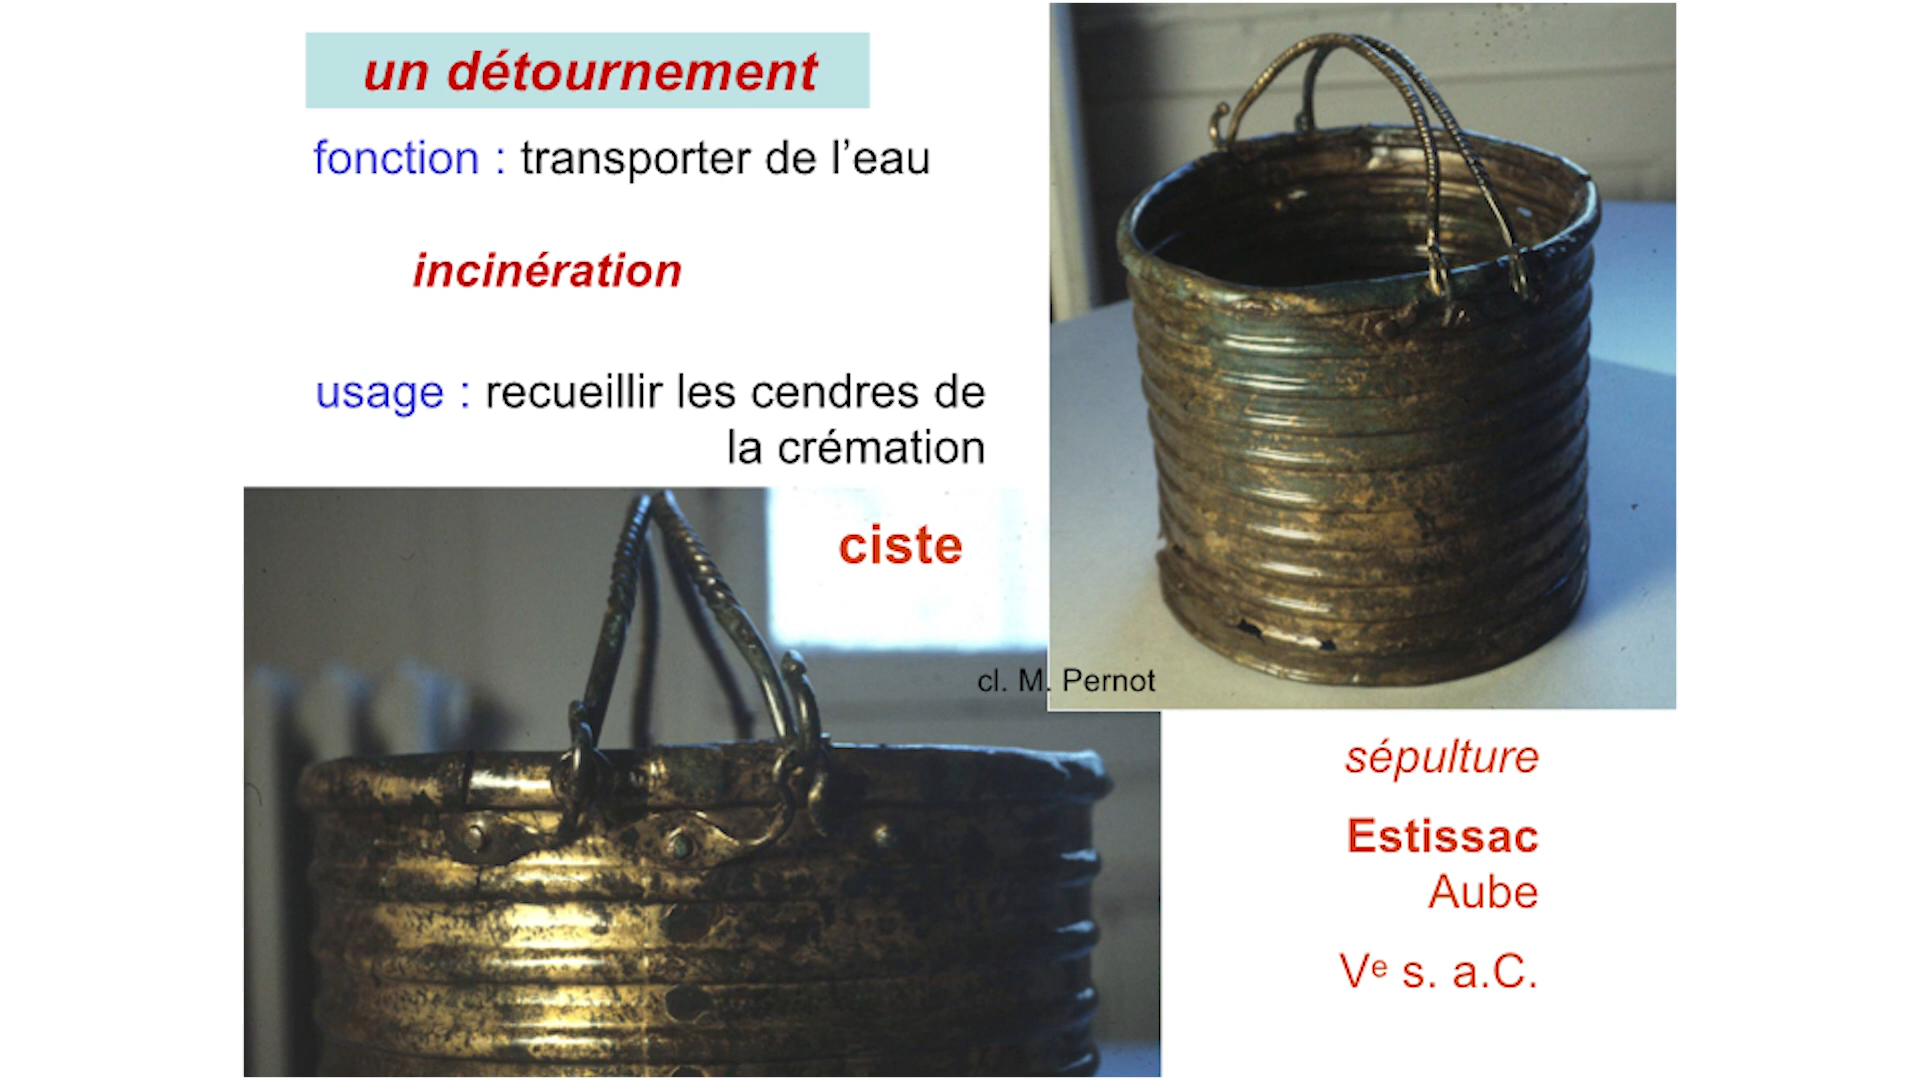 un détournement
fonction : transporter de l’eau
incinération
usage : recueillir les cendres de
la crémation
ciste
cl. M. Pernot
sépulture
Estissac
Aube
Vᵉ s. a.C.